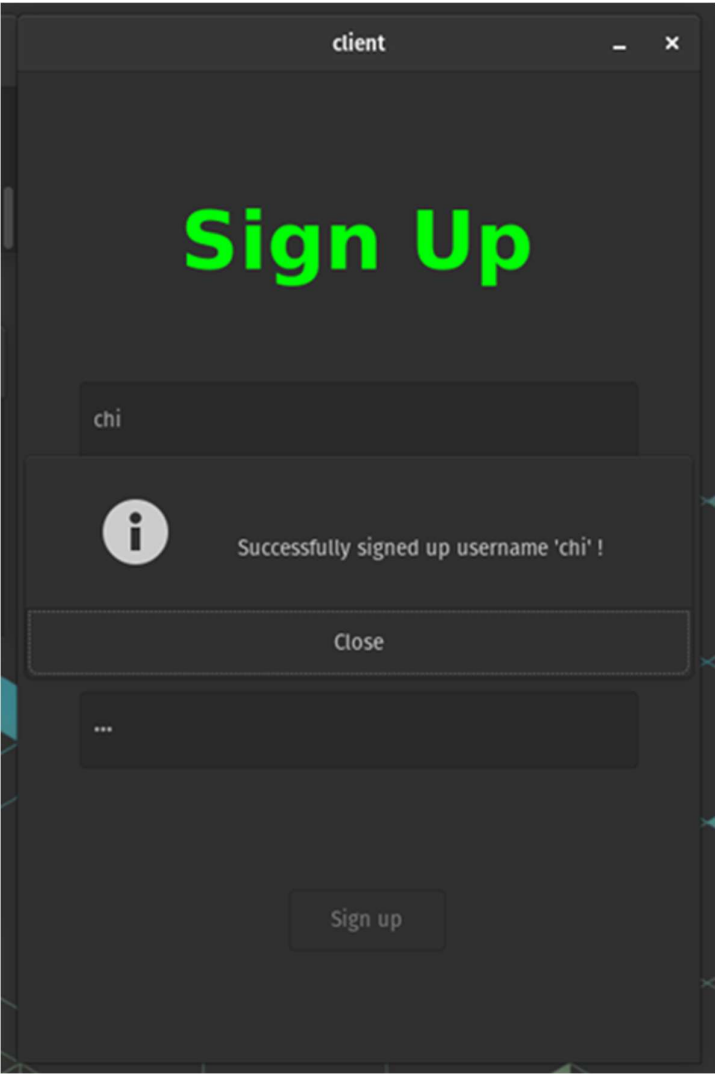 client
Sign Up
chi
Successfully signed up username 'chi' !
Close
•••
Sign up